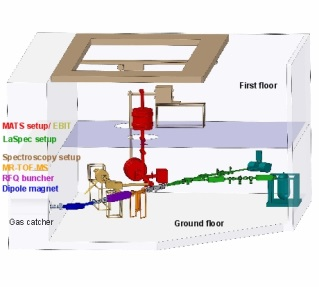 First floor
MATS setup/ EBIT
LaSpec setup
Spectroscopy setup
MR-TOF.MS
RFQ buncher
Dipole magnet
Gas catcher
Ground floor